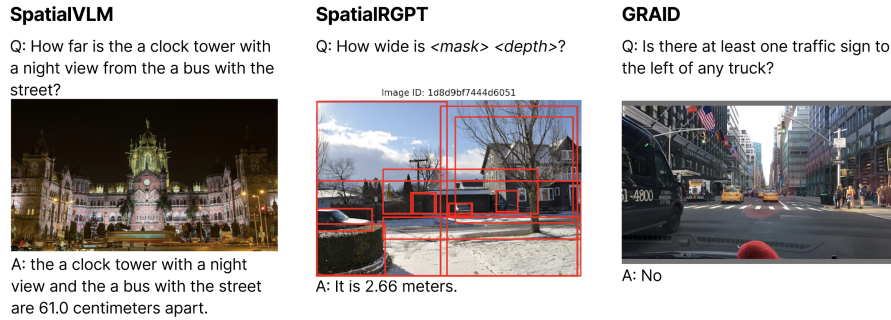 SpatialVLM
Q: How far is the a clock tower with
a night view from the a bus with the
street?
A: the a clock tower with a night
view and the a bus with the street
are 61.0 centimeters apart.
SpatialRGPT
Q: How wide is <mask> <depth>?
Image ID: 1d8d9bf7444d6051
A: It is 2.66 meters.
GRAID
Q: Is there at least one traffic sign to
the left of any truck?
51-4800
A: No